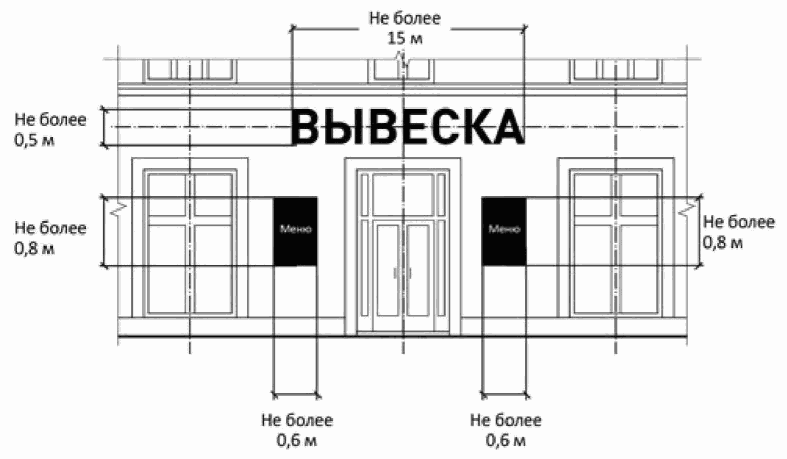 Не более
15 м
Не более
0,5 м
ВЫВЕСКА
Не более
0,8 м
Меню
Меню
Не более
0,8 м
Не более
0,6 м
Не более
0,6 м